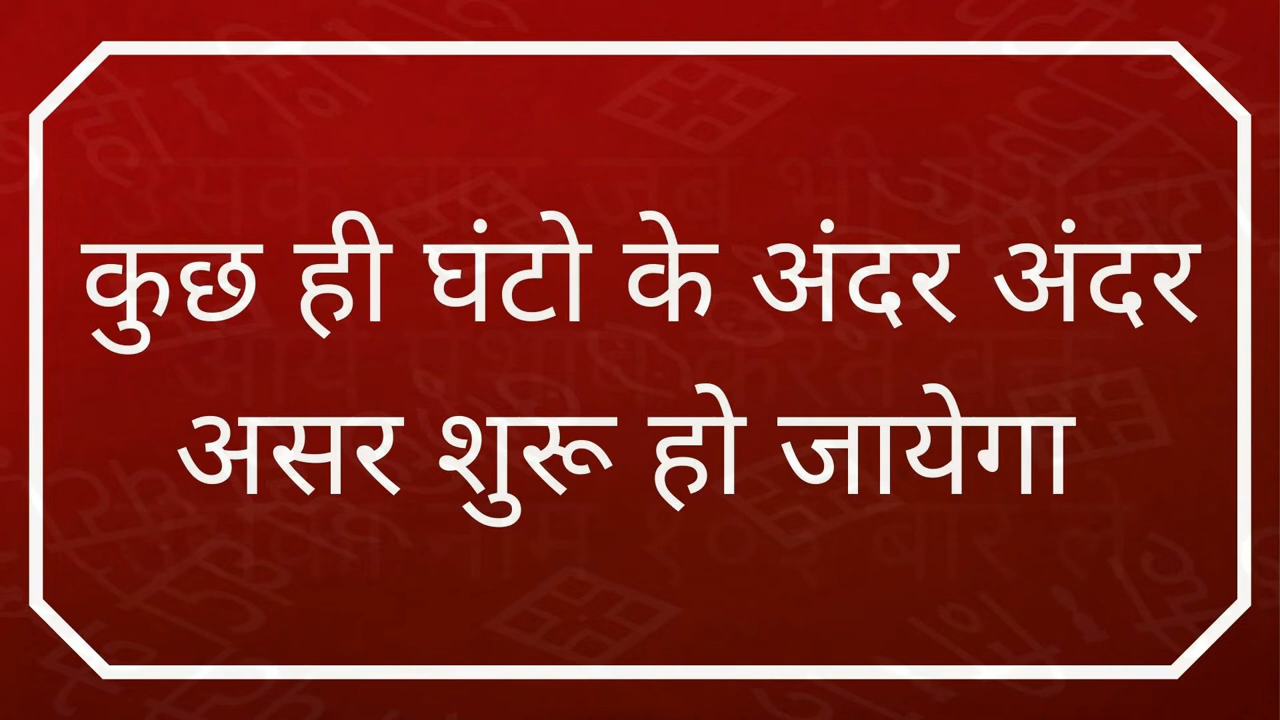 कुछ ही घंटो के अंदर अंदर
असर शुरू हो जायेगा